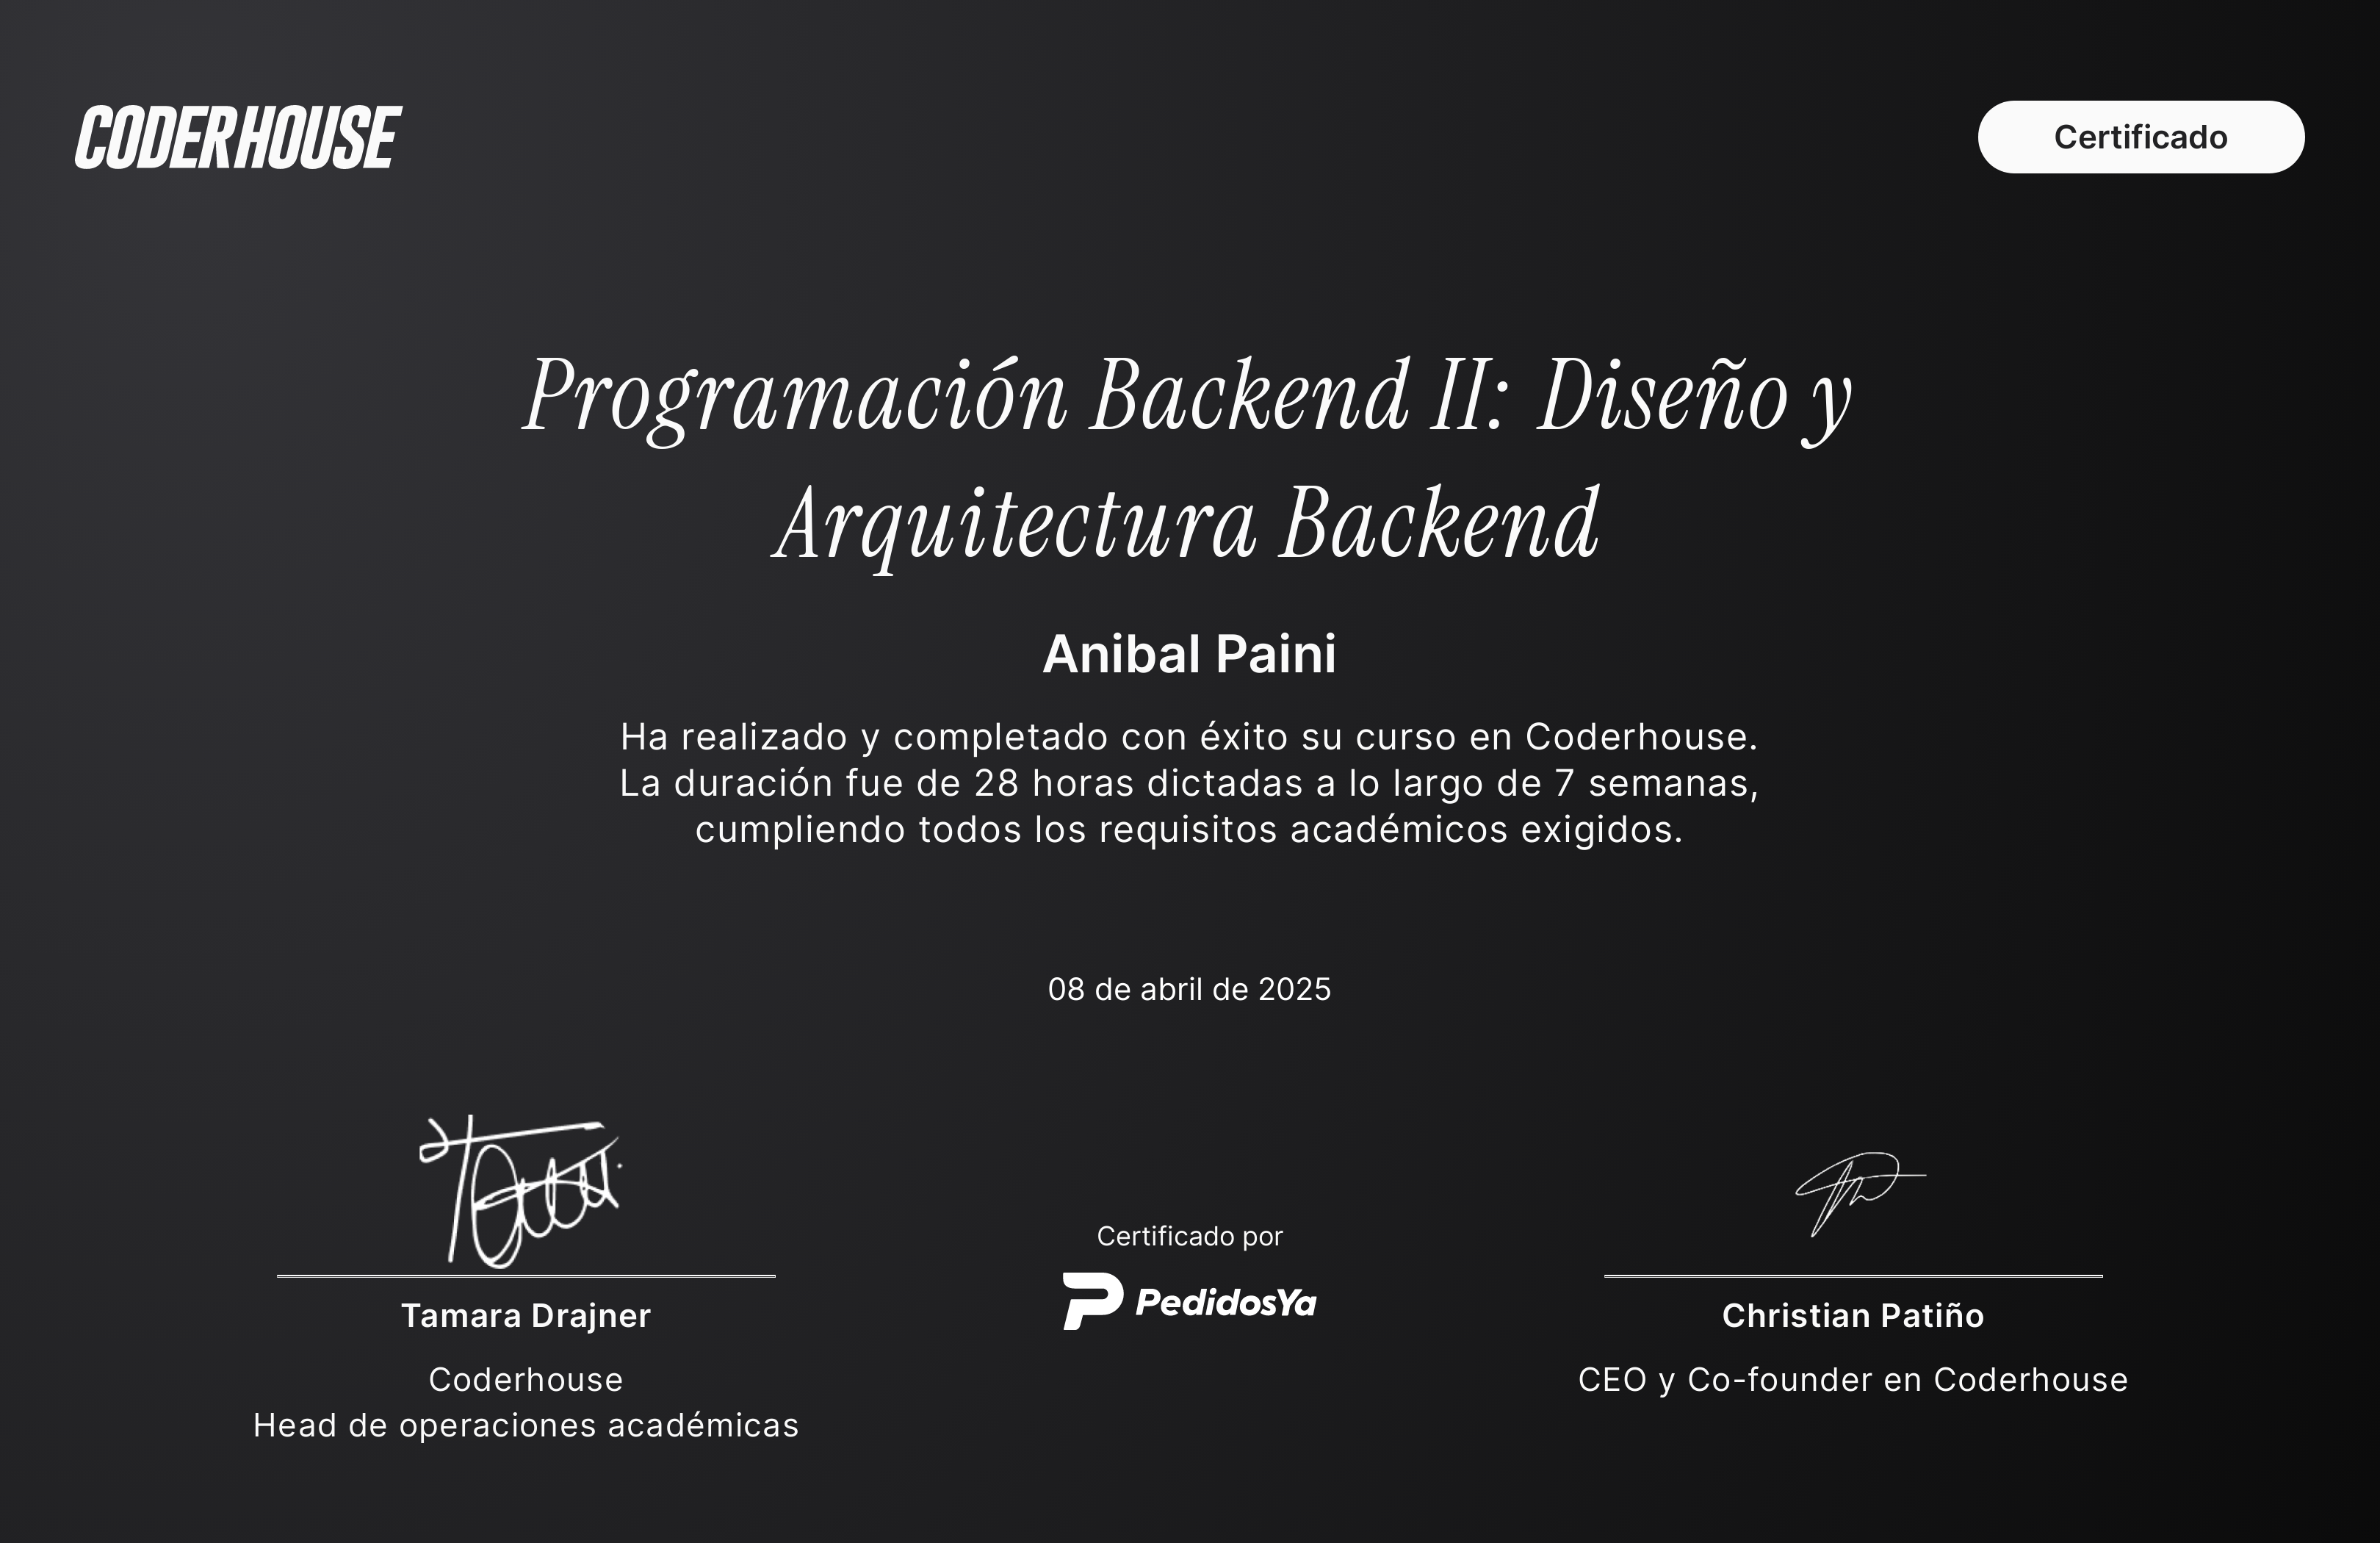 CODERHOUSE
Certificado
Programación Backend II: Diseño y
Arquitectura Backend
Anibal Paini
Ha realizado y completado con éxito su curso en Coderhouse.
La duración fue de 28 horas dictadas a lo largo de 7 semanas,
cumpliendo todos los requisitos académicos exigidos.
08 de abril de 2025
Tamara Drajner
Coderhouse
Head de operaciones académicas
Certificado por
PedidosYa
Christian Patiño
CEO y Co-founder en Coderhouse